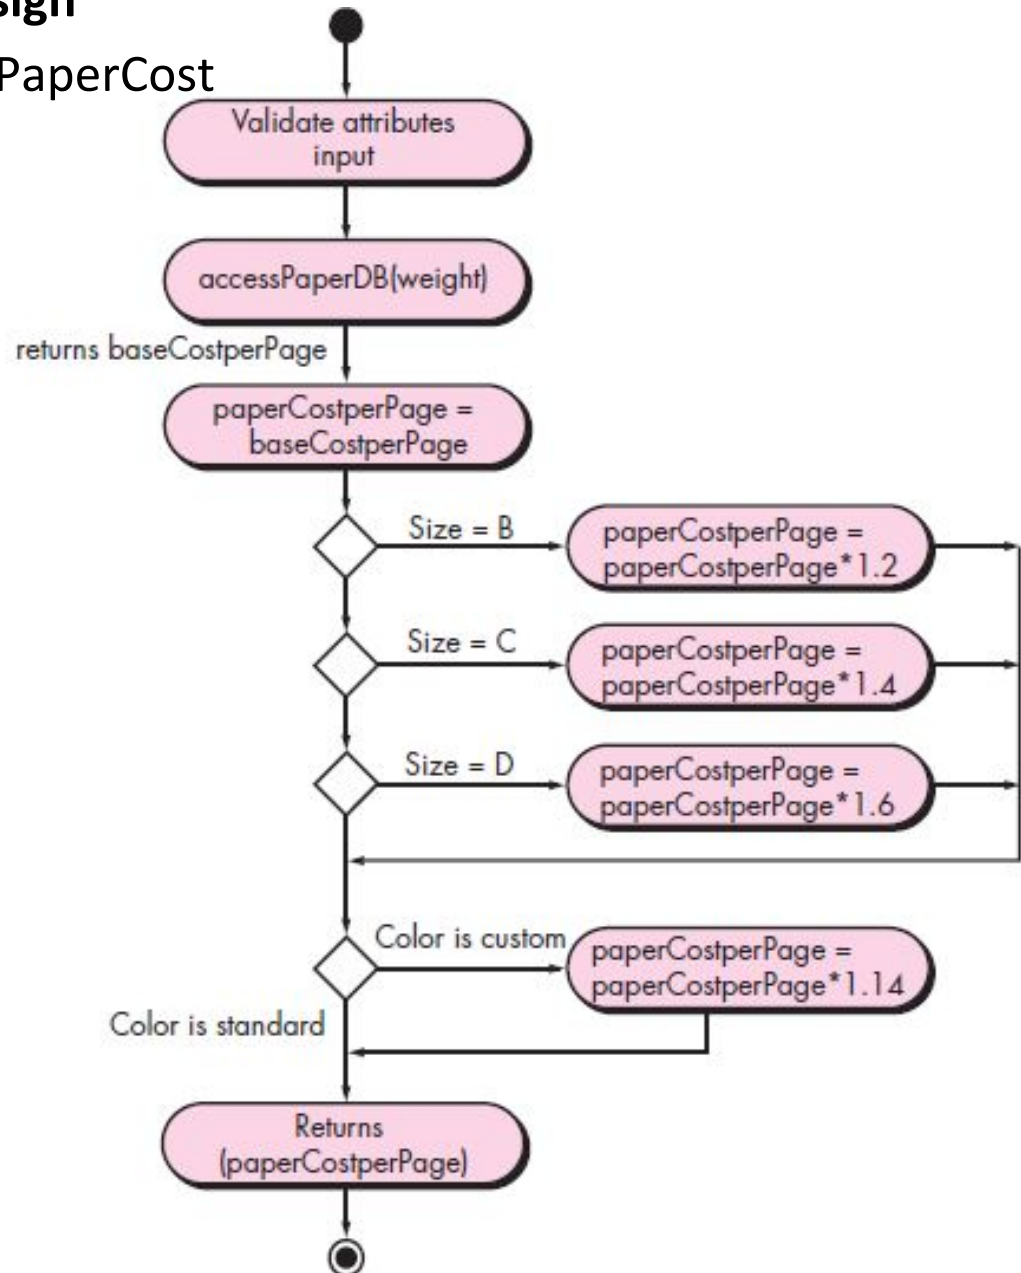 sign
PaperCost
Validate attributes
input
accessPaperDB(weight)
returns baseCostperPage
paperCostperPage =
baseCostperPage
Size = B
paperCostperPage =
paperCostperPage*1.2
Size = C
paperCostperPage =
paperCostperPage*1.4
Size = D
paperCostperPage =
paperCostperPage*1.6
Color is custom
paperCostperPage =
paperCostperPage*1.14
Color is standard
Returns
(paperCostperPage)